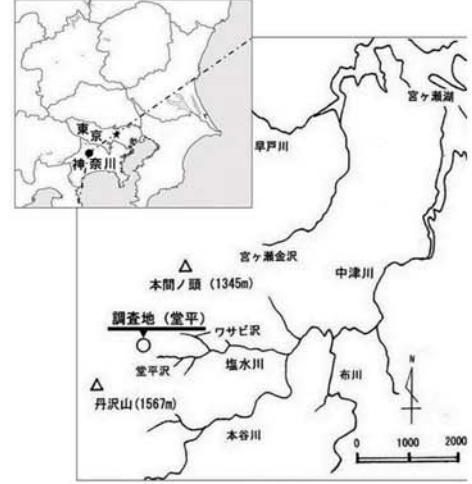 東京
神奈川
宮ヶ瀬湖
早戸川
宮ヶ瀬金沢
中津川
本間ノ頭 (1345m)
調査地 (堂平)
ワサビ沢
堂平沢
塩水川
布川
N
丹沢山 (1567m)
本谷川
0 1000 2000